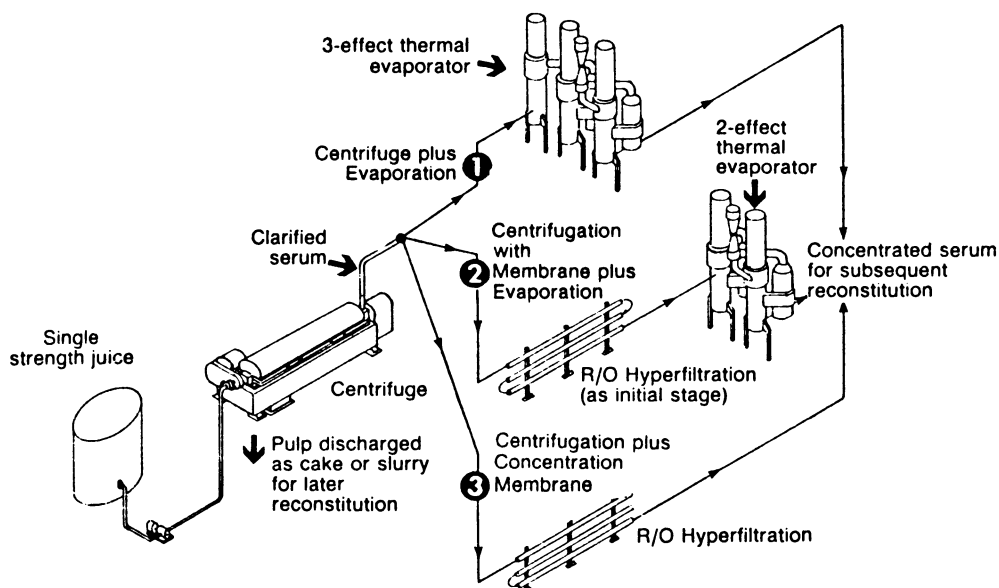 3-effect thermal
evaporator
2-effect
thermal
evaporator
Centrifuge plus
Evaporation
1
Clarified
serum
Centrifugation
with
2 Membrane plus
Evaporation
Concentrated serum
for subsequent
reconstitution
Single
strength juice
Centrifuge
R/O Hyperfiltration
(as initial stage)
Pulp discharged
as cake or slurry
for later
reconstitution
Centrifugation plus
Concentration
3 Membrane
R/O Hyperfiltration